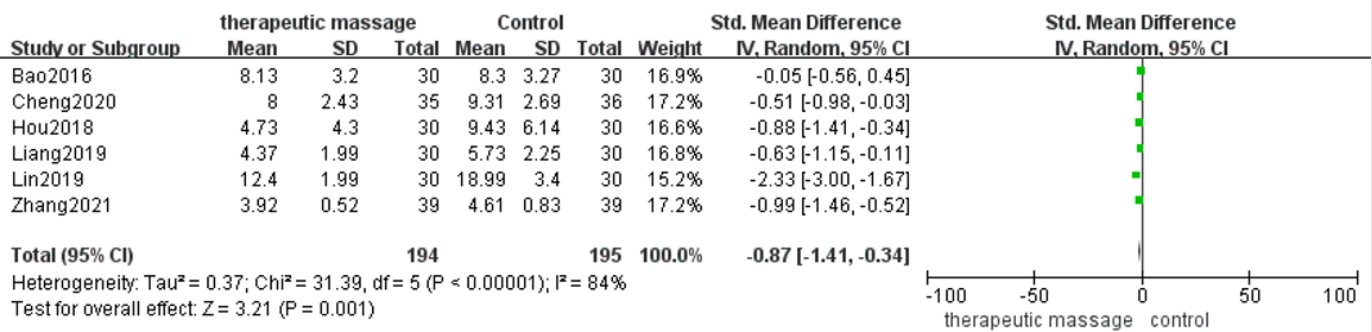 therapeutic massage Control Std. Mean Difference Std. Mean Difference
Study or Subgroup Mean SD Total Mean SD Total Weight IV, Random, 95% CI IV, Random, 95% CI
Bao2016 8.13 3.2 30 8.3 3.27 30 16.9% -0.05 [-0.56, 0.45]
Cheng2020 8 2.43 35 9.31 2.69 36 17.2% -0.51 [-0.98, -0.03]
Hou2018 4.73 4.3 30 9.43 6.14 30 16.6% -0.88 [-1.41, -0.34]
Liang2019 4.37 1.99 30 5.73 2.25 30 16.8% -0.63 [-1.15, -0.11]
Lin2019 12.4 1.99 30 18.99 3.4 30 15.2% -2.33 [-3.00, -1.67]
Zhang2021 3.92 0.52 39 4.61 0.83 39 17.2% -0.99 [-1.46, -0.52]
Total (95% CI) 194 195 100.0% -0.87 [-1.41, -0.34]
Heterogeneity: Tau² = 0.37; Chi² = 31.39, df = 5 (P < 0.00001); I² = 84%
Test for overall effect: Z = 3.21 (P = 0.001)
-100 -50 0 50 100
therapeutic massage control